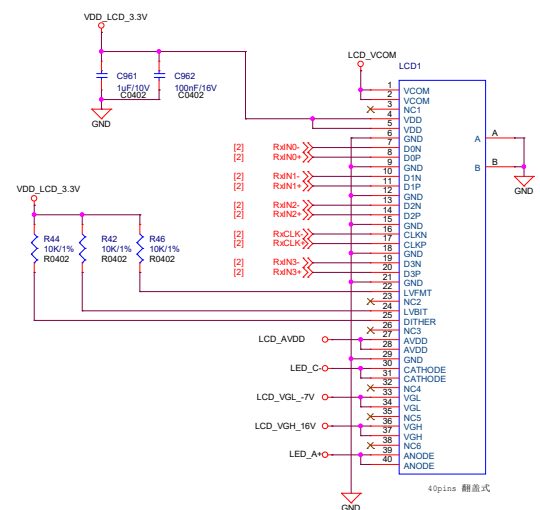 VDD_LCD_3.3V
C961
1uF/10V
C0402
C962
100nF/16V
C0402
GND
LCD_VCOM
LCD1
1 VCOM
2 VCOM
3 NC1
4 VDD
5 VDD
6 GND
[2] RxIN0- 7 D0N
[2] RxIN0+ 8 D0P
9 GND
[2] RxIN1- 10 D1N
[2] RxIN1+ 11 D1P
12 GND
[2] RxIN2- 13 D2N
[2] RxIN2+ 14 D2P
15 GND
[2] RxCLK- 16 CLKN
[2] RxCLK+ 17 CLKP
18 GND
[2] RxIN3- 19 D3N
[2] RxIN3+ 20 D3P
21 GND
22 LVFMT
23 NC2
24 LVBIT
25 DITHER
26 NC3
LCD_AVDD 27 AVDD
28 AVDD
29 GND
LED_C- 30 CATHODE
31 CATHODE
32 NC4
LCD_VGL_-7V 33 VGL
34 VGL
35 NC5
LCD_VGH_16V 36 VGH
37 VGH
38 NC6
LED_A+ 39 ANODE
40 ANODE
A A
B B
GND
VDD_LCD_3.3V
R44
10K/1%
R0402
R42
10K/1%
R0402
R46
10K/1%
R0402
40pins 翻盖式
GND